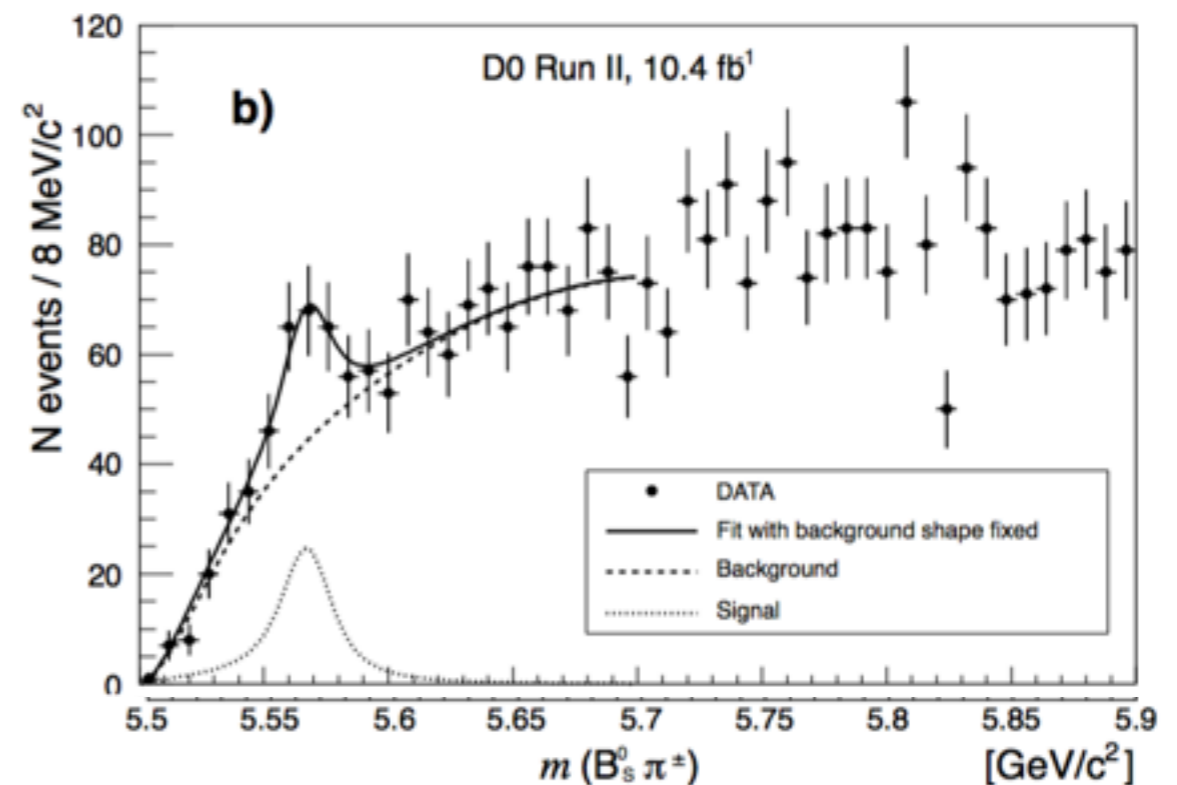 D0 Run II, 10.4 fb⁻¹
b)
N events / 8 MeV/c²
120
100
80
60
40
20
0
DATA
Fit with background shape fixed
Background
Signal
5.5 5.55 5.6 5.65 5.7 5.75 5.8 5.85 5.9
m (B⁰ₛ π±) [GeV/c²]